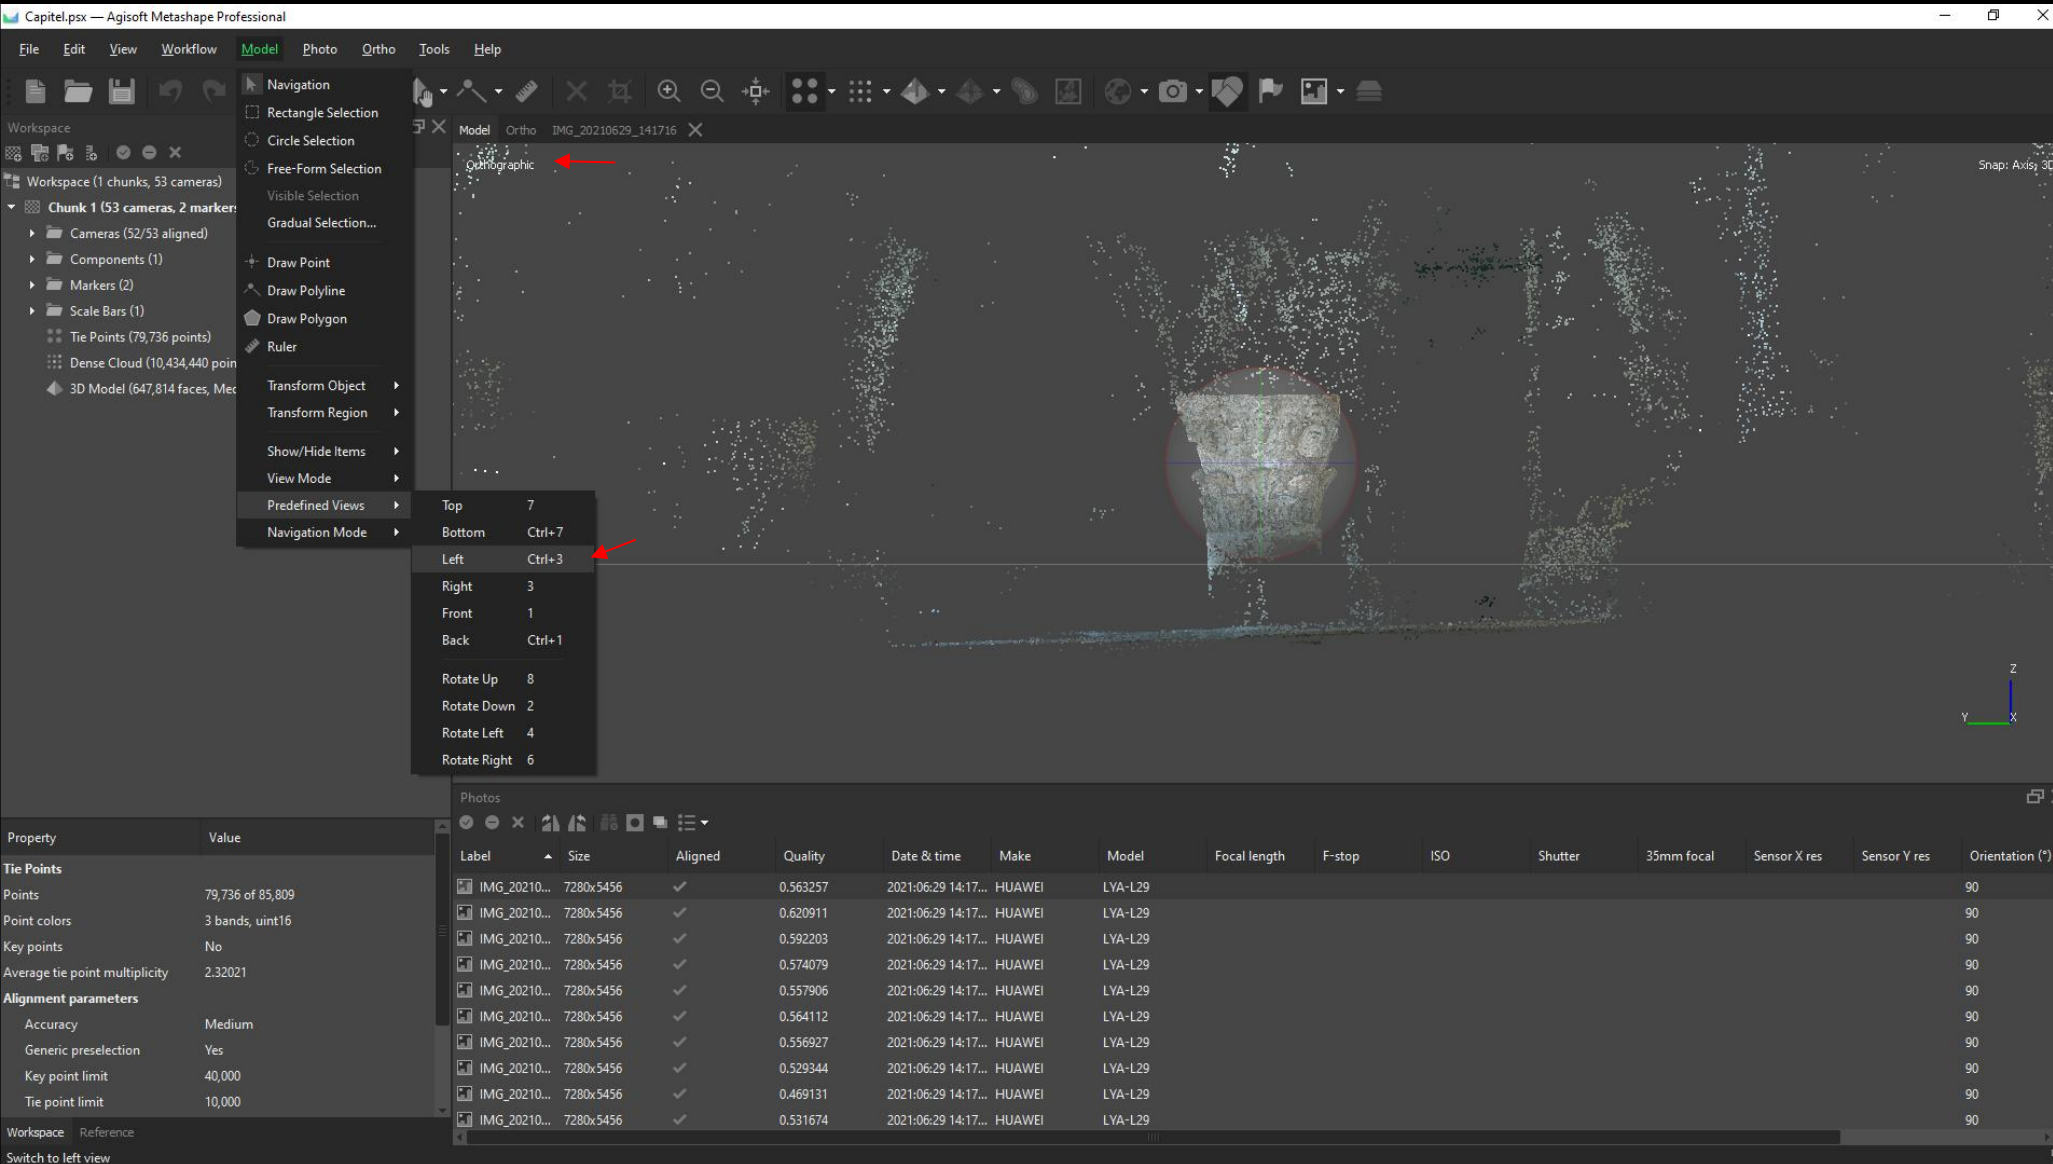 Capitel.psx — Agisoft Metashape Professional
File Edit View Workflow Model Photo Ortho Tools Help
Workspace
Workspace (1 chunks, 53 cameras)
Chunk 1 (53 cameras, 2 markers
Cameras (52/53 aligned)
Components (1)
Markers (2)
Scale Bars (1)
Tie Points (79,736 points)
Dense Cloud (10,434,440 poin
3D Model (647,814 faces, Med
Navigation
Rectangle Selection
Circle Selection
Free-Form Selection
Visible Selection
Gradual Selection...
Draw Point
Draw Polyline
Draw Polygon
Ruler
Transform Object
Transform Region
Show/Hide Items
View Mode
Predefined Views
Navigation Mode
Top 7
Bottom Ctrl+7
Left Ctrl+3
Right 3
Front 1
Back Ctrl+1
Rotate Up 8
Rotate Down 2
Rotate Left 4
Rotate Right 6
Model Ortho IMG_20210629_141716
Orthographic
Snap: Axis, 3D
Z
Y X
Property Value
Tie Points
Points 79,736 of 85,809
Point colors 3 bands, uint16
Key points No
Average tie point multiplicity 2.32021
Alignment parameters
Accuracy Medium
Generic preselection Yes
Key point limit 40,000
Tie point limit 10,000
Workspace Reference
Switch to left view
Photos
Label Size Aligned Quality Date & time Make Model Focal length F-stop ISO Shutter 35mm focal Sensor X res Sensor Y res Orientation (°)
IMG_20210... 7280x5456 0.563257 2021:06:29 14:17... HUAWEI LYA-L29 90
IMG_20210... 7280x5456 0.620911 2021:06:29 14:17... HUAWEI LYA-L29 90
IMG_20210... 7280x5456 0.592203 2021:06:29 14:17... HUAWEI LYA-L29 90
IMG_20210... 7280x5456 0.574079 2021:06:29 14:17... HUAWEI LYA-L29 90
IMG_20210... 7280x5456 0.557906 2021:06:29 14:17... HUAWEI LYA-L29 90
IMG_20210... 7280x5456 0.564112 2021:06:29 14:17... HUAWEI LYA-L29 90
IMG_20210... 7280x5456 0.556927 2021:06:29 14:17... HUAWEI LYA-L29 90
IMG_20210... 7280x5456 0.529344 2021:06:29 14:17... HUAWEI LYA-L29 90
IMG_20210... 7280x5456 0.469131 2021:06:29 14:17... HUAWEI LYA-L29 90
IMG_20210... 7280x5456 0.531674 2021:06:29 14:17... HUAWEI LYA-L29 90